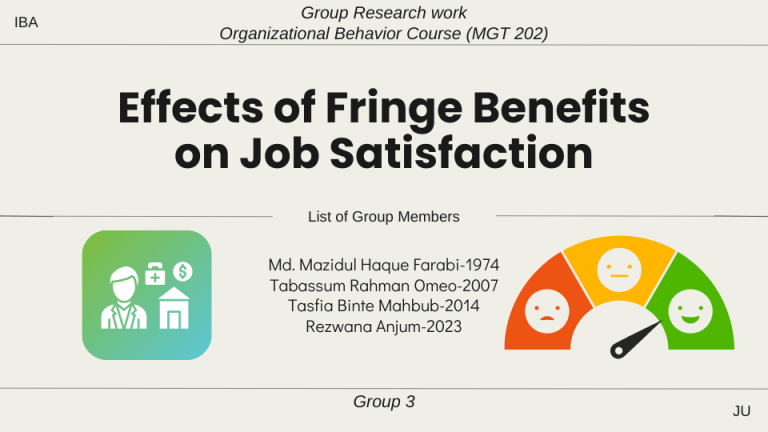 IBA
Group Research work
Organizational Behavior Course (MGT 202)
Effects of Fringe Benefits
on Job Satisfaction
List of Group Members
$
Md. Mazidul Haque Farabi-1974
Tabassum Rahman Omeo-2007
Tasfia Binte Mahbub-2014
Rezwana Anjum-2023
Group 3
JU